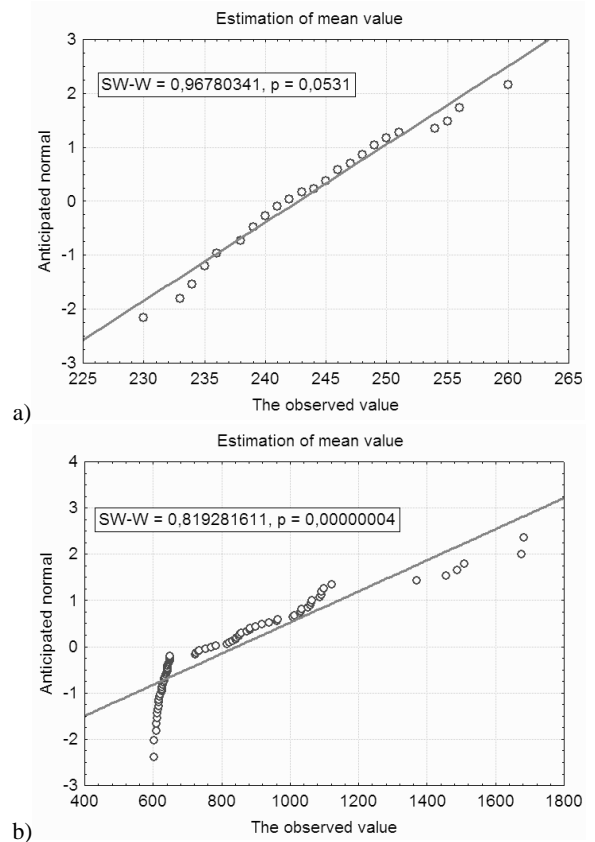 Estimation of mean value
3
SW-W = 0,96780341, p = 0,0531
2
1
0
-1
-2
-3
Anticipated normal
225 230 235 240 245 250 255 260 265
The observed value
a)
Estimation of mean value
4
3
SW-W = 0,819281611, p = 0,00000004
2
1
0
-1
-2
-3
Anticipated normal
400 600 800 1000 1200 1400 1600 1800
The observed value
b)